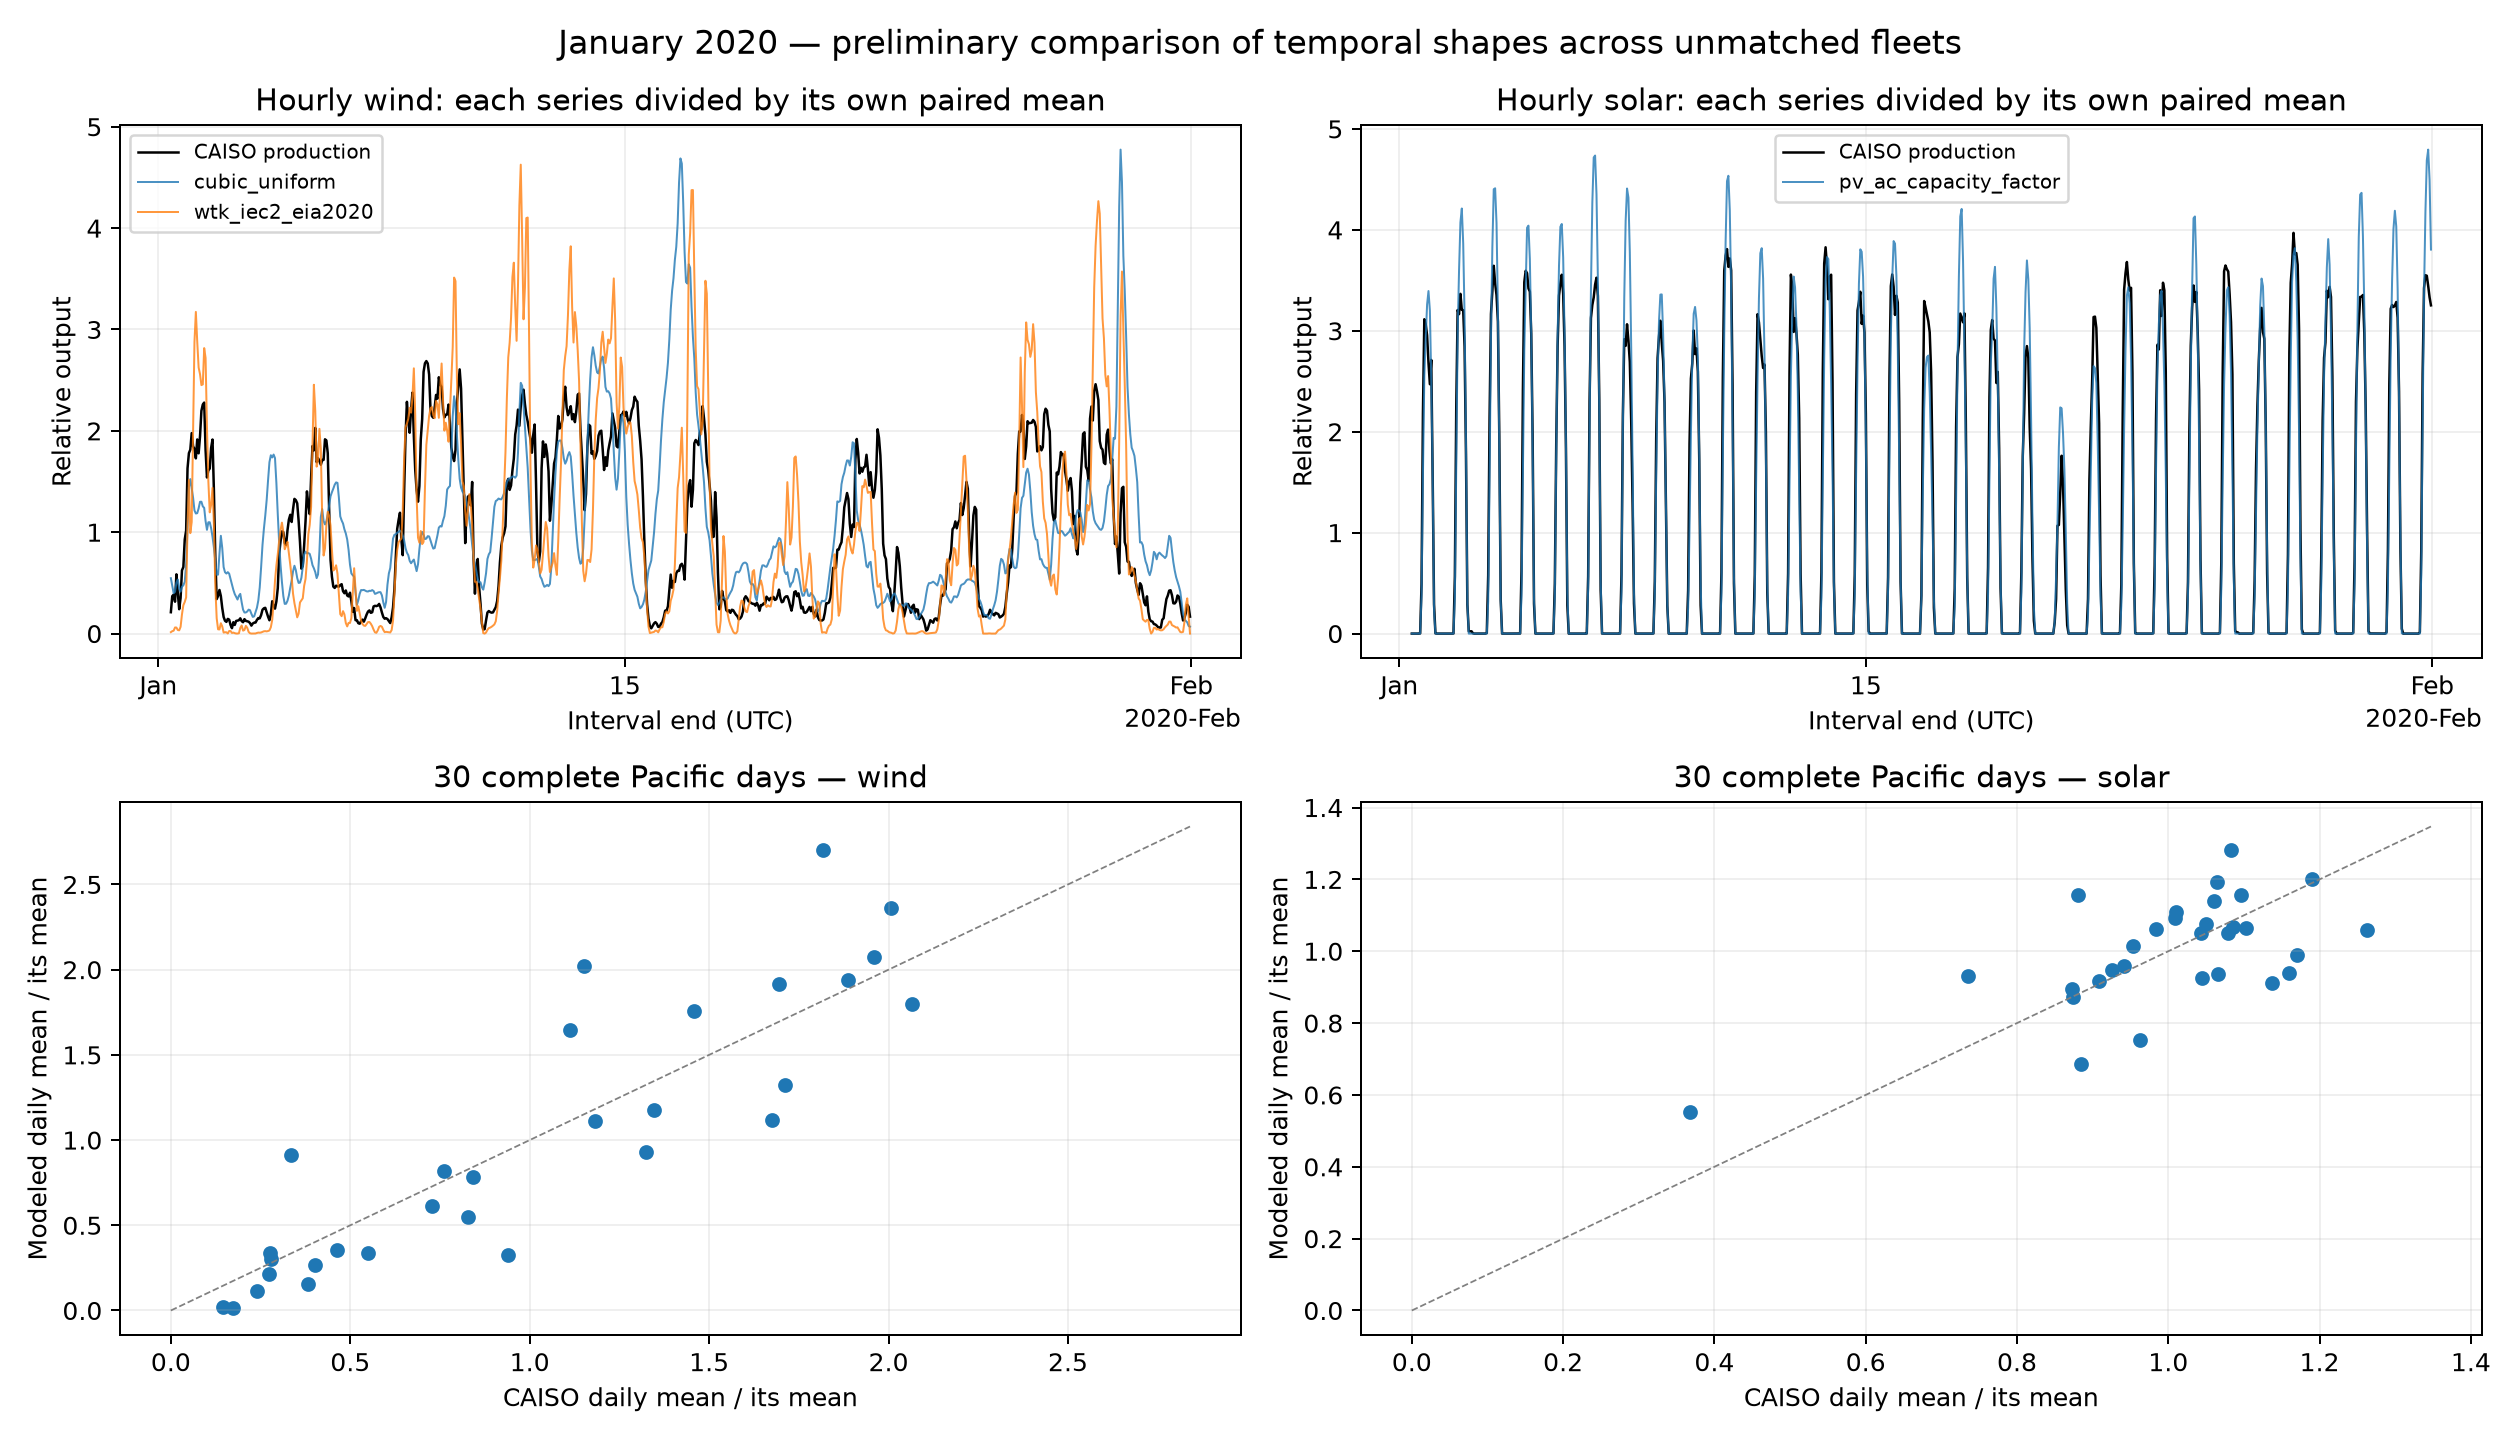 January 2020 — preliminary comparison of temporal shapes across unmatched fleets
Hourly wind: each series divided by its own paired mean
5
4
3
2
1
0
Relative output
CAISO production
cubic_uniform
wtk_iec2_eia2020
Jan
15
Feb
2020-Feb
Interval end (UTC)
Hourly solar: each series divided by its own paired mean
5
4
3
2
1
0
Relative output
CAISO production
pv_ac_capacity_factor
Jan
15
Feb
2020-Feb
Interval end (UTC)
30 complete Pacific days — wind
2.5
2.0
1.5
1.0
0.5
0.0
Modeled daily mean / its mean
0.0
0.5
1.0
1.5
2.0
2.5
CAISO daily mean / its mean
30 complete Pacific days — solar
1.4
1.2
1.0
0.8
0.6
0.4
0.2
0.0
Modeled daily mean / its mean
0.0
0.2
0.4
0.6
0.8
1.0
1.2
1.4
CAISO daily mean / its mean